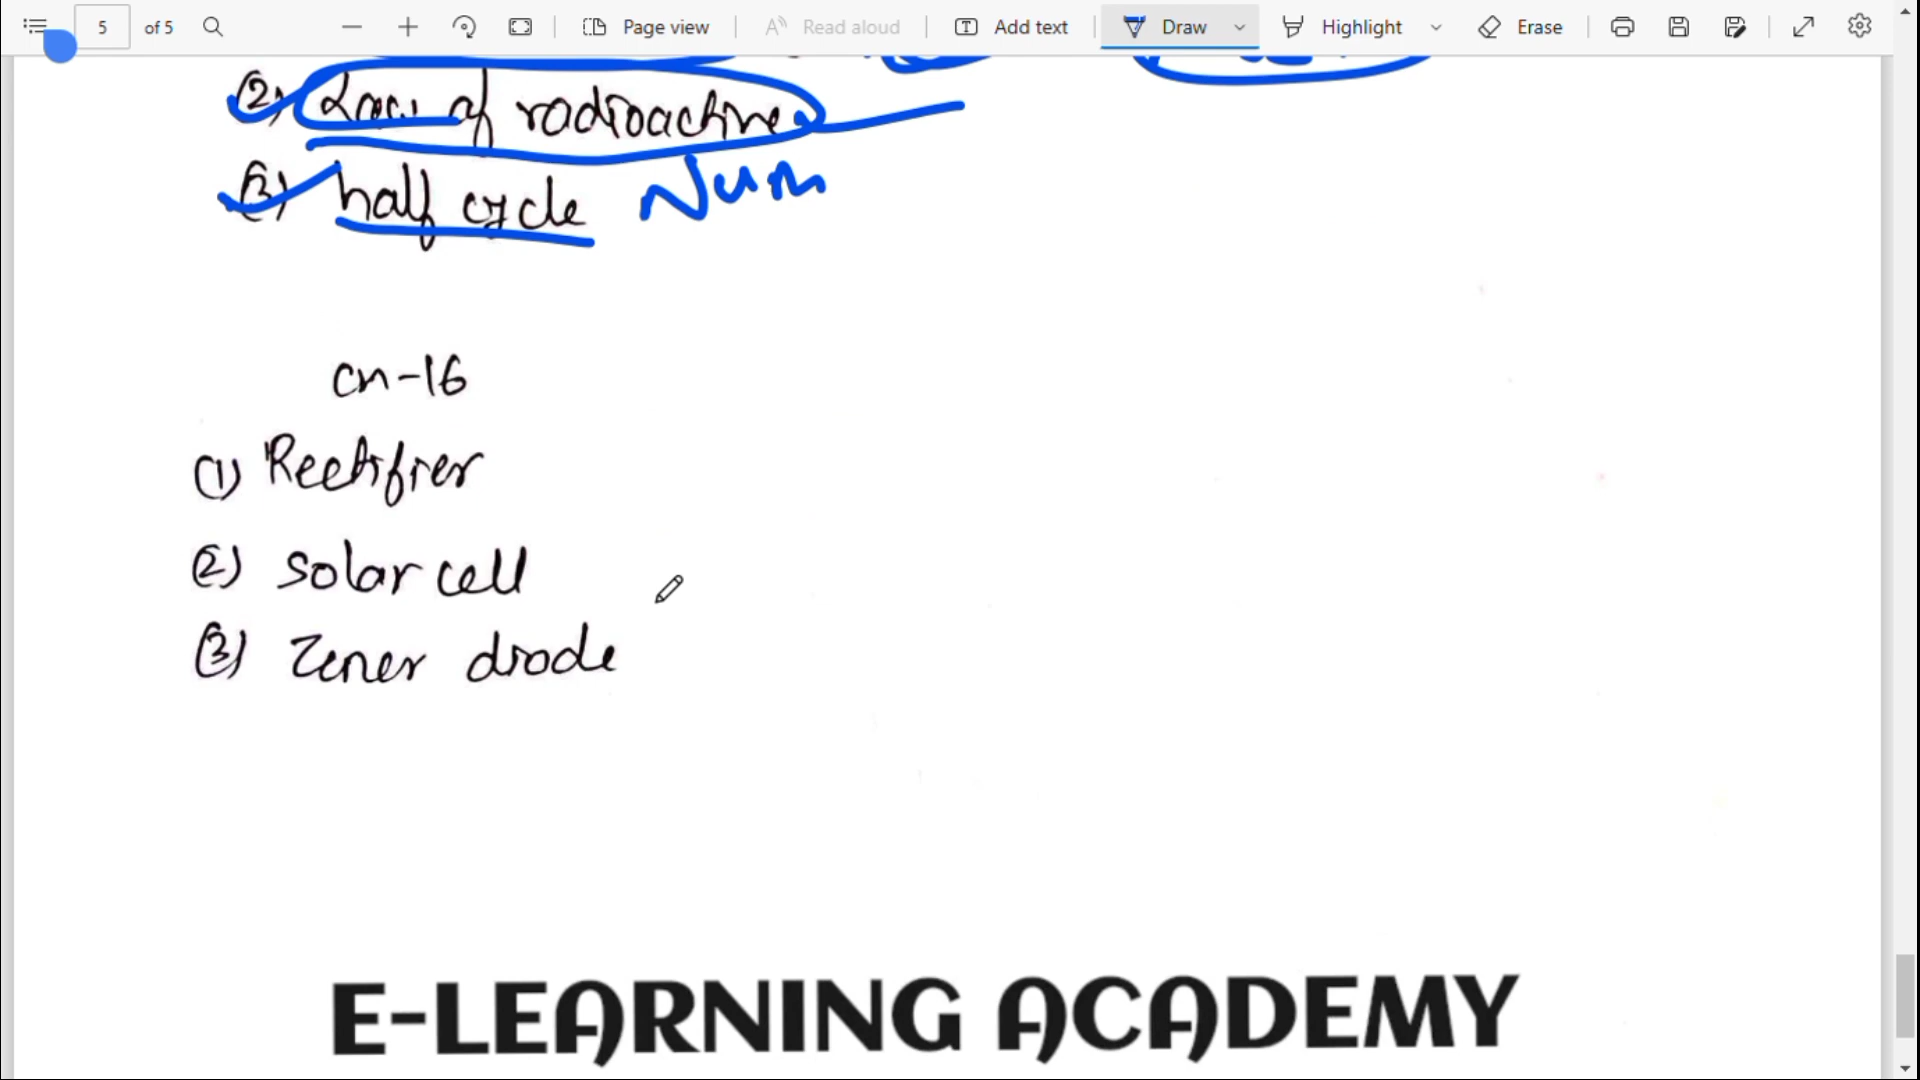 5 of 5 Page view Read aloud Add text Draw Highlight Erase
(2) Law of radioactive
(3) half cycle Num
cn-16
(1) Rectifier
(2) solar cell
(3) Zener diode
E-LEARNING ACADEMY